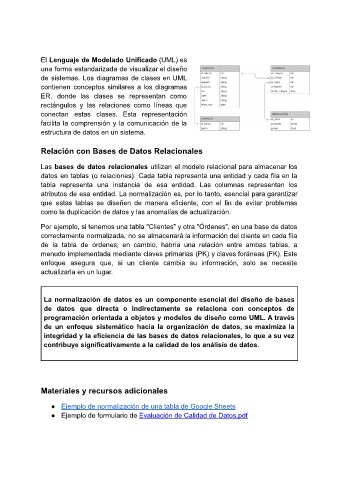 El Lenguaje de Modelado Unificado (UML) es
una forma estandarizada de visualizar el diseño
de sistemas. Los diagramas de clases en UML
contienen conceptos similares a los diagramas
ER, donde las clases se representan como
rectángulos y las relaciones como líneas que
conectan estas clases. Esta representación
facilita la comprensión y la comunicación de la
estructura de datos en un sistema.
Relación con Bases de Datos Relacionales
Las bases de datos relacionales utilizan el modelo relacional para almacenar los
datos en tablas (o relaciones). Cada tabla representa una entidad y cada fila en la
tabla representa una instancia de esa entidad. Las columnas representan los
atributos de esa entidad. La normalización es, por lo tanto, esencial para garantizar
que estas tablas se diseñen de manera eficiente, con el fin de evitar problemas
como la duplicación de datos y las anomalías de actualización.
Por ejemplo, si tenemos una tabla "Clientes" y otra "Órdenes", en una base de datos
correctamente normalizada, no se almacenará la información del cliente en cada fila
de la tabla de órdenes; en cambio, habría una relación entre ambas tablas, a
menudo implementada mediante claves primarias (PK) y claves foráneas (FK). Este
enfoque asegura que, si un cliente cambia su información, solo se necesite
actualizarla en un lugar.
La normalización de datos es un componente esencial del diseño de bases
de datos que directa o indirectamente se relaciona con conceptos de
programación orientada a objetos y modelos de diseño como UML. A través
de un enfoque sistemático hacia la organización de datos, se maximiza la
integridad y la eficiencia de las bases de datos relacionales, lo que a su vez
contribuye significativamente a la calidad de los análisis de datos.
Materiales y recursos adicionales
● Ejemplo de normalización de una tabla de Google Sheets
● Ejemplo de formulario de Evaluación de Calidad de Datos.pdf